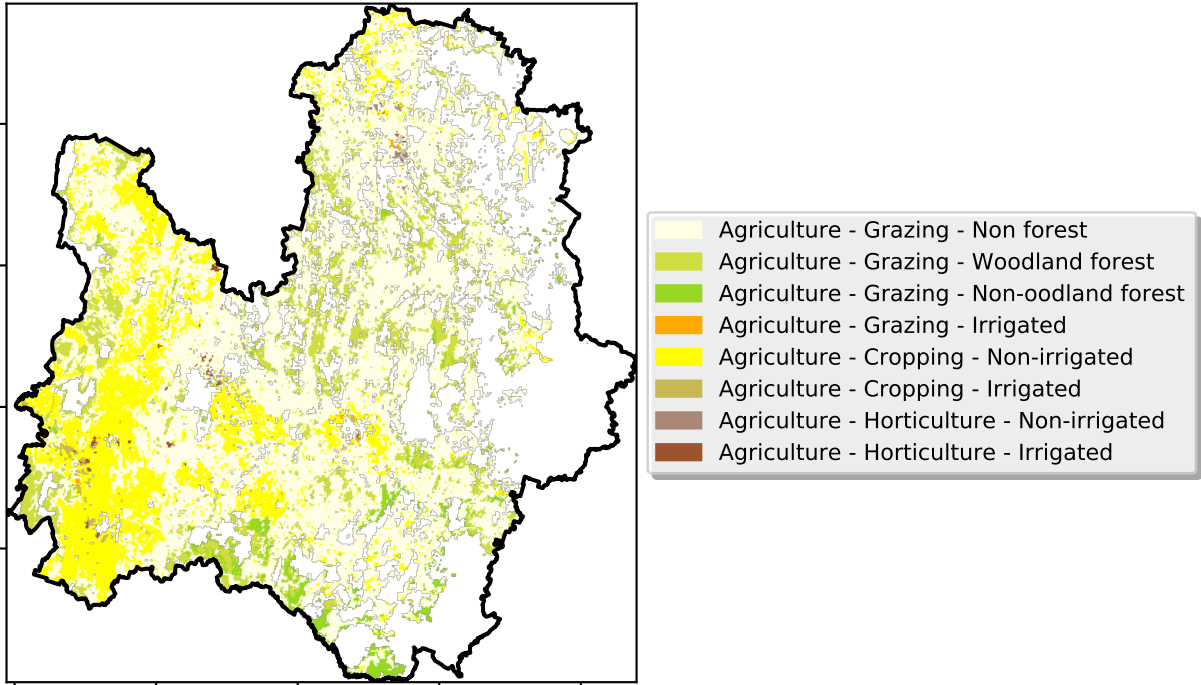 Agriculture - Grazing - Non forest
Agriculture - Grazing - Woodland forest
Agriculture - Grazing - Non-oodland forest
Agriculture - Grazing - Irrigated
Agriculture - Cropping - Non-irrigated
Agriculture - Cropping - Irrigated
Agriculture - Horticulture - Non-irrigated
Agriculture - Horticulture - Irrigated